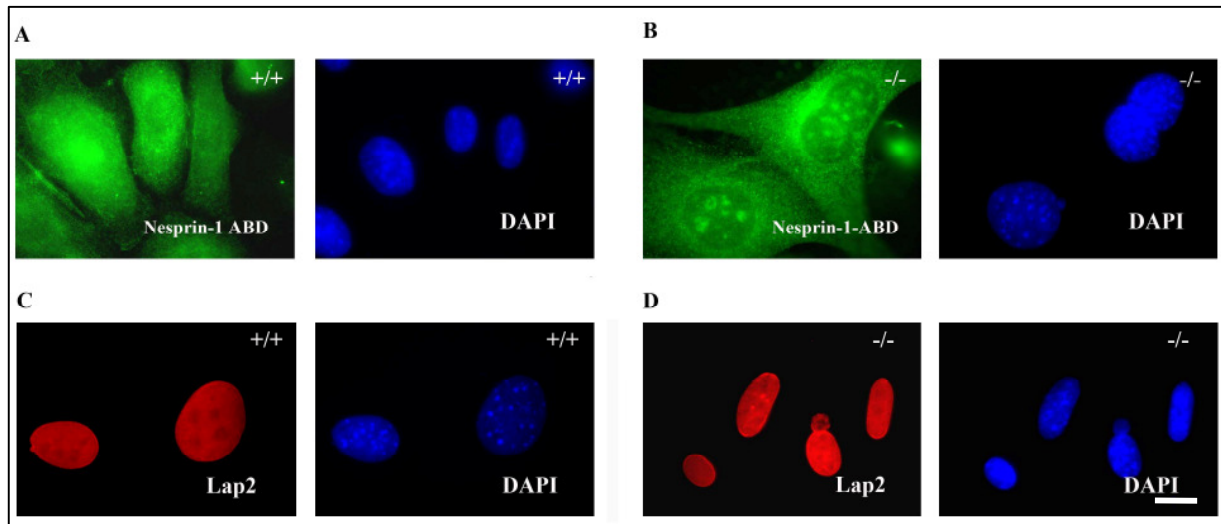 A
+/+
Nesprin-1 ABD
+/+
DAPI
B
-/-
Nesprin-1-ABD
-/-
DAPI
C
+/+
Lap2
+/+
DAPI
D
-/-
Lap2
-/-
DAPI